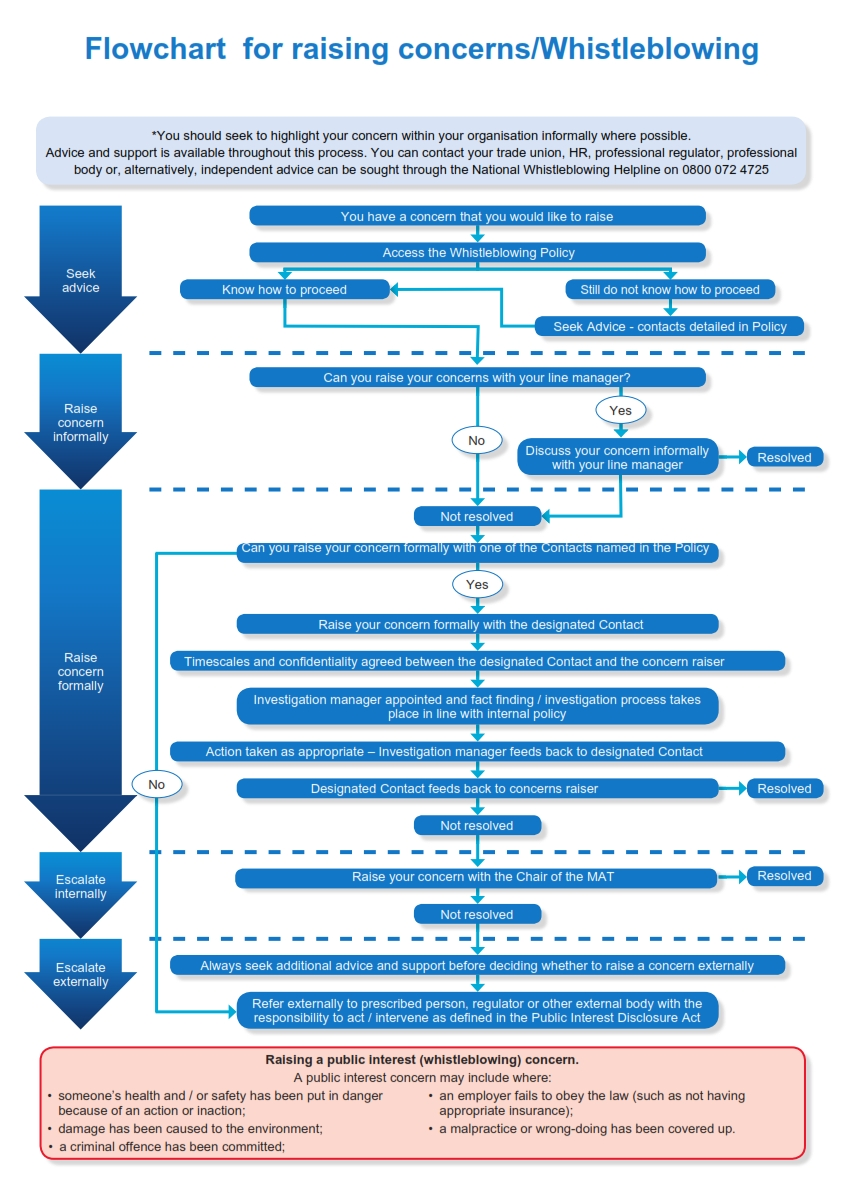 Flowchart  for raising concerns/Whistleblowing
*You should seek to highlight your concern within your organisation informally where possible.
Advice and support is available throughout this process. You can contact your trade union, HR, professional regulator, professional
body or, alternatively, independent advice can be sought through the National Whistleblowing Helpline on 0800 072 4725
Seek
advice
You have a concern that you would like to raise
Access the Whistleblowing Policy
Know how to proceed
Still do not know how to proceed
Seek Advice - contacts detailed in Policy
Raise
concern
informally
Can you raise your concerns with your line manager?
Yes
No
Discuss your concern informally
with your line manager
Resolved
Raise
concern
formally
Not resolved
Can you raise your concern formally with one of the Contacts named in the Policy
Yes
Raise your concern formally with the designated Contact
Timescales and confidentiality agreed between the designated Contact and the concern raiser
Investigation manager appointed and fact finding / investigation process takes
place in line with internal policy
Action taken as appropriate – Investigation manager feeds back to designated Contact
No
Designated Contact feeds back to concerns raiser
Resolved
Not resolved
Escalate
internally
Raise your concern with the Chair of the MAT
Resolved
Not resolved
Escalate
externally
Always seek additional advice and support before deciding whether to raise a concern externally
Refer externally to prescribed person, regulator or other external body with the
responsibility to act / intervene as defined in the Public Interest Disclosure Act
Raising a public interest (whistleblowing) concern.
A public interest concern may include where:
• someone's health and / or safety has been put in danger
because of an action or inaction;
• damage has been caused to the environment;
• a criminal offence has been committed;
• an employer fails to obey the law (such as not having
appropriate insurance);
• a malpractice or wrong-doing has been covered up.